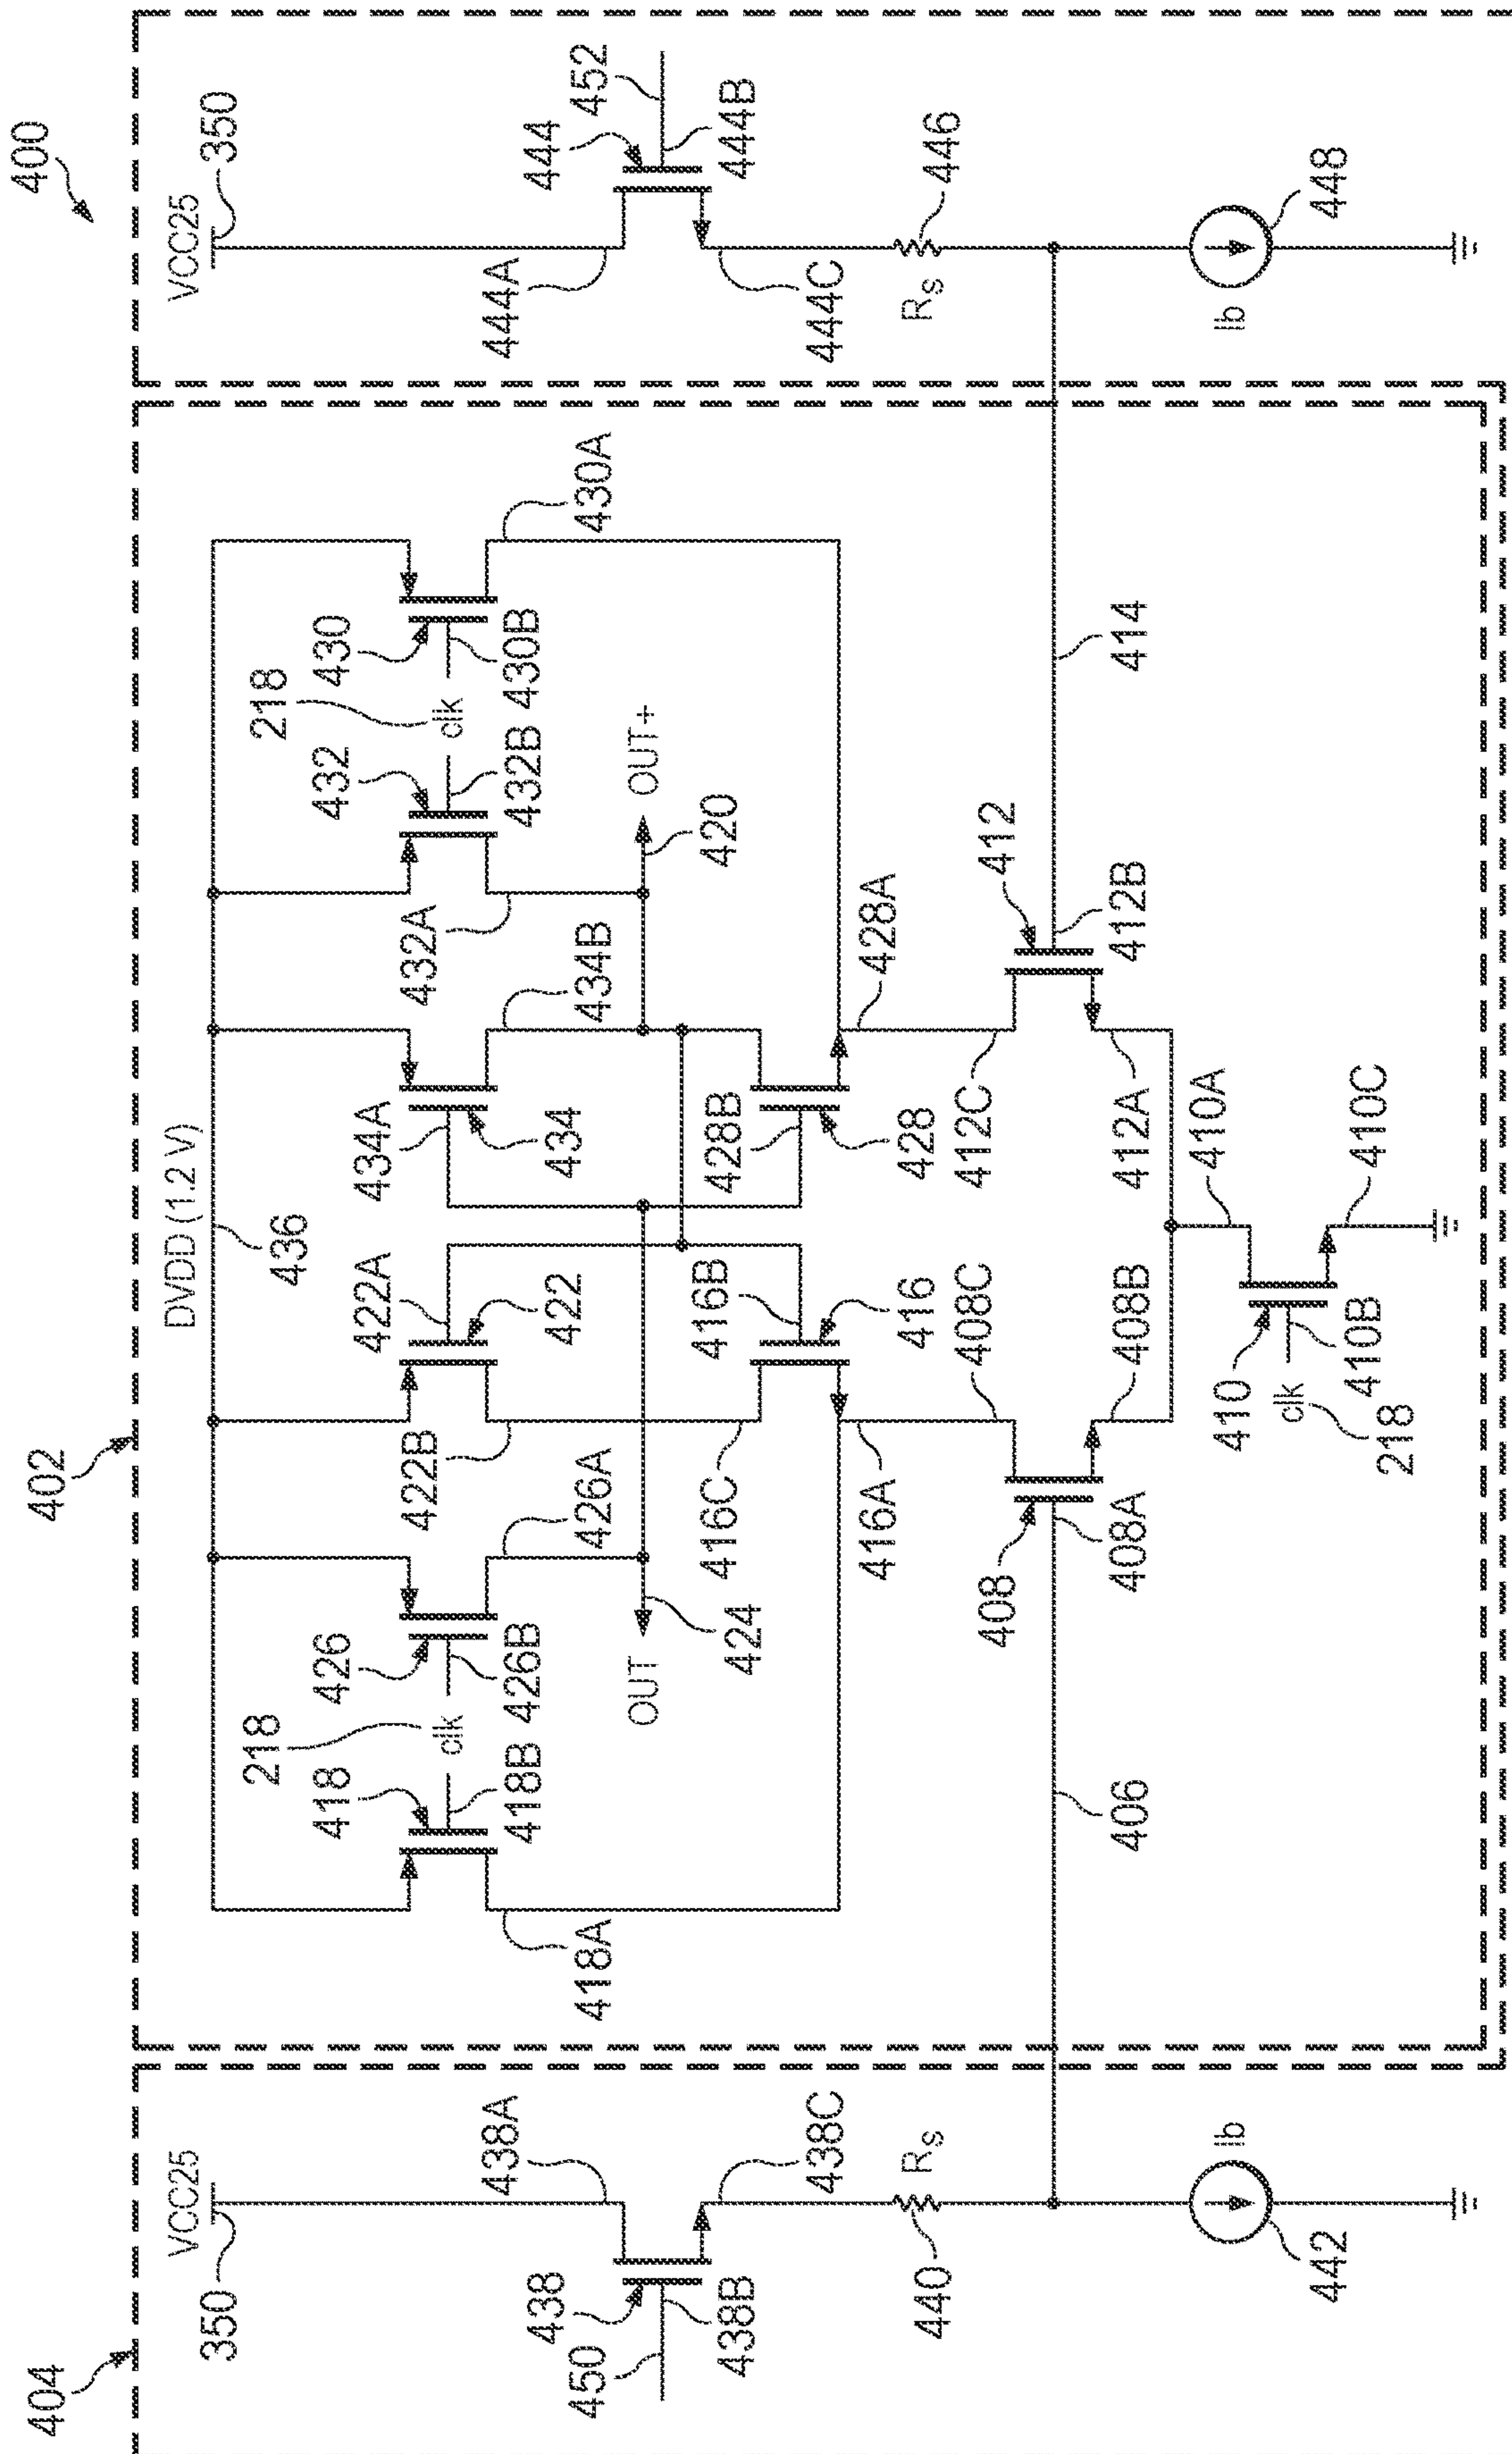 400
404
402
VCC25
350
438A
438
450
438B
438C
440
Rs
442
Ib
DVDD (1.2 V)
436
218
418
clk
418B
418A
426
426B
426A
OUT
424
422A
422
422B
416B
416
416C
416A
434A
434
434B
428B
428
428A
218
432
clk
432B
432A
430
430B
430A
OUT+
420
406
408
408A
408C
408B
412
412B
412C
412A
414
410A
410
410B
clk
218
410C
VCC25
350
444A
444
452
444B
444C
Rs
446
Ib
448